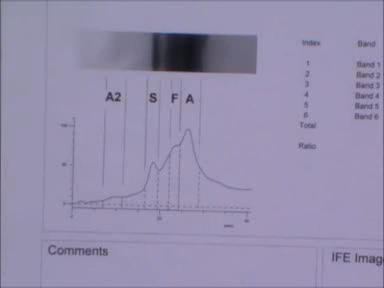 Index Band
1 Band 1
2 Band 2
3 Band 3
4 Band 4
5 Band 5
6 Band 6
Total
Ratio
A2 S F A
Comments
IFE Imag